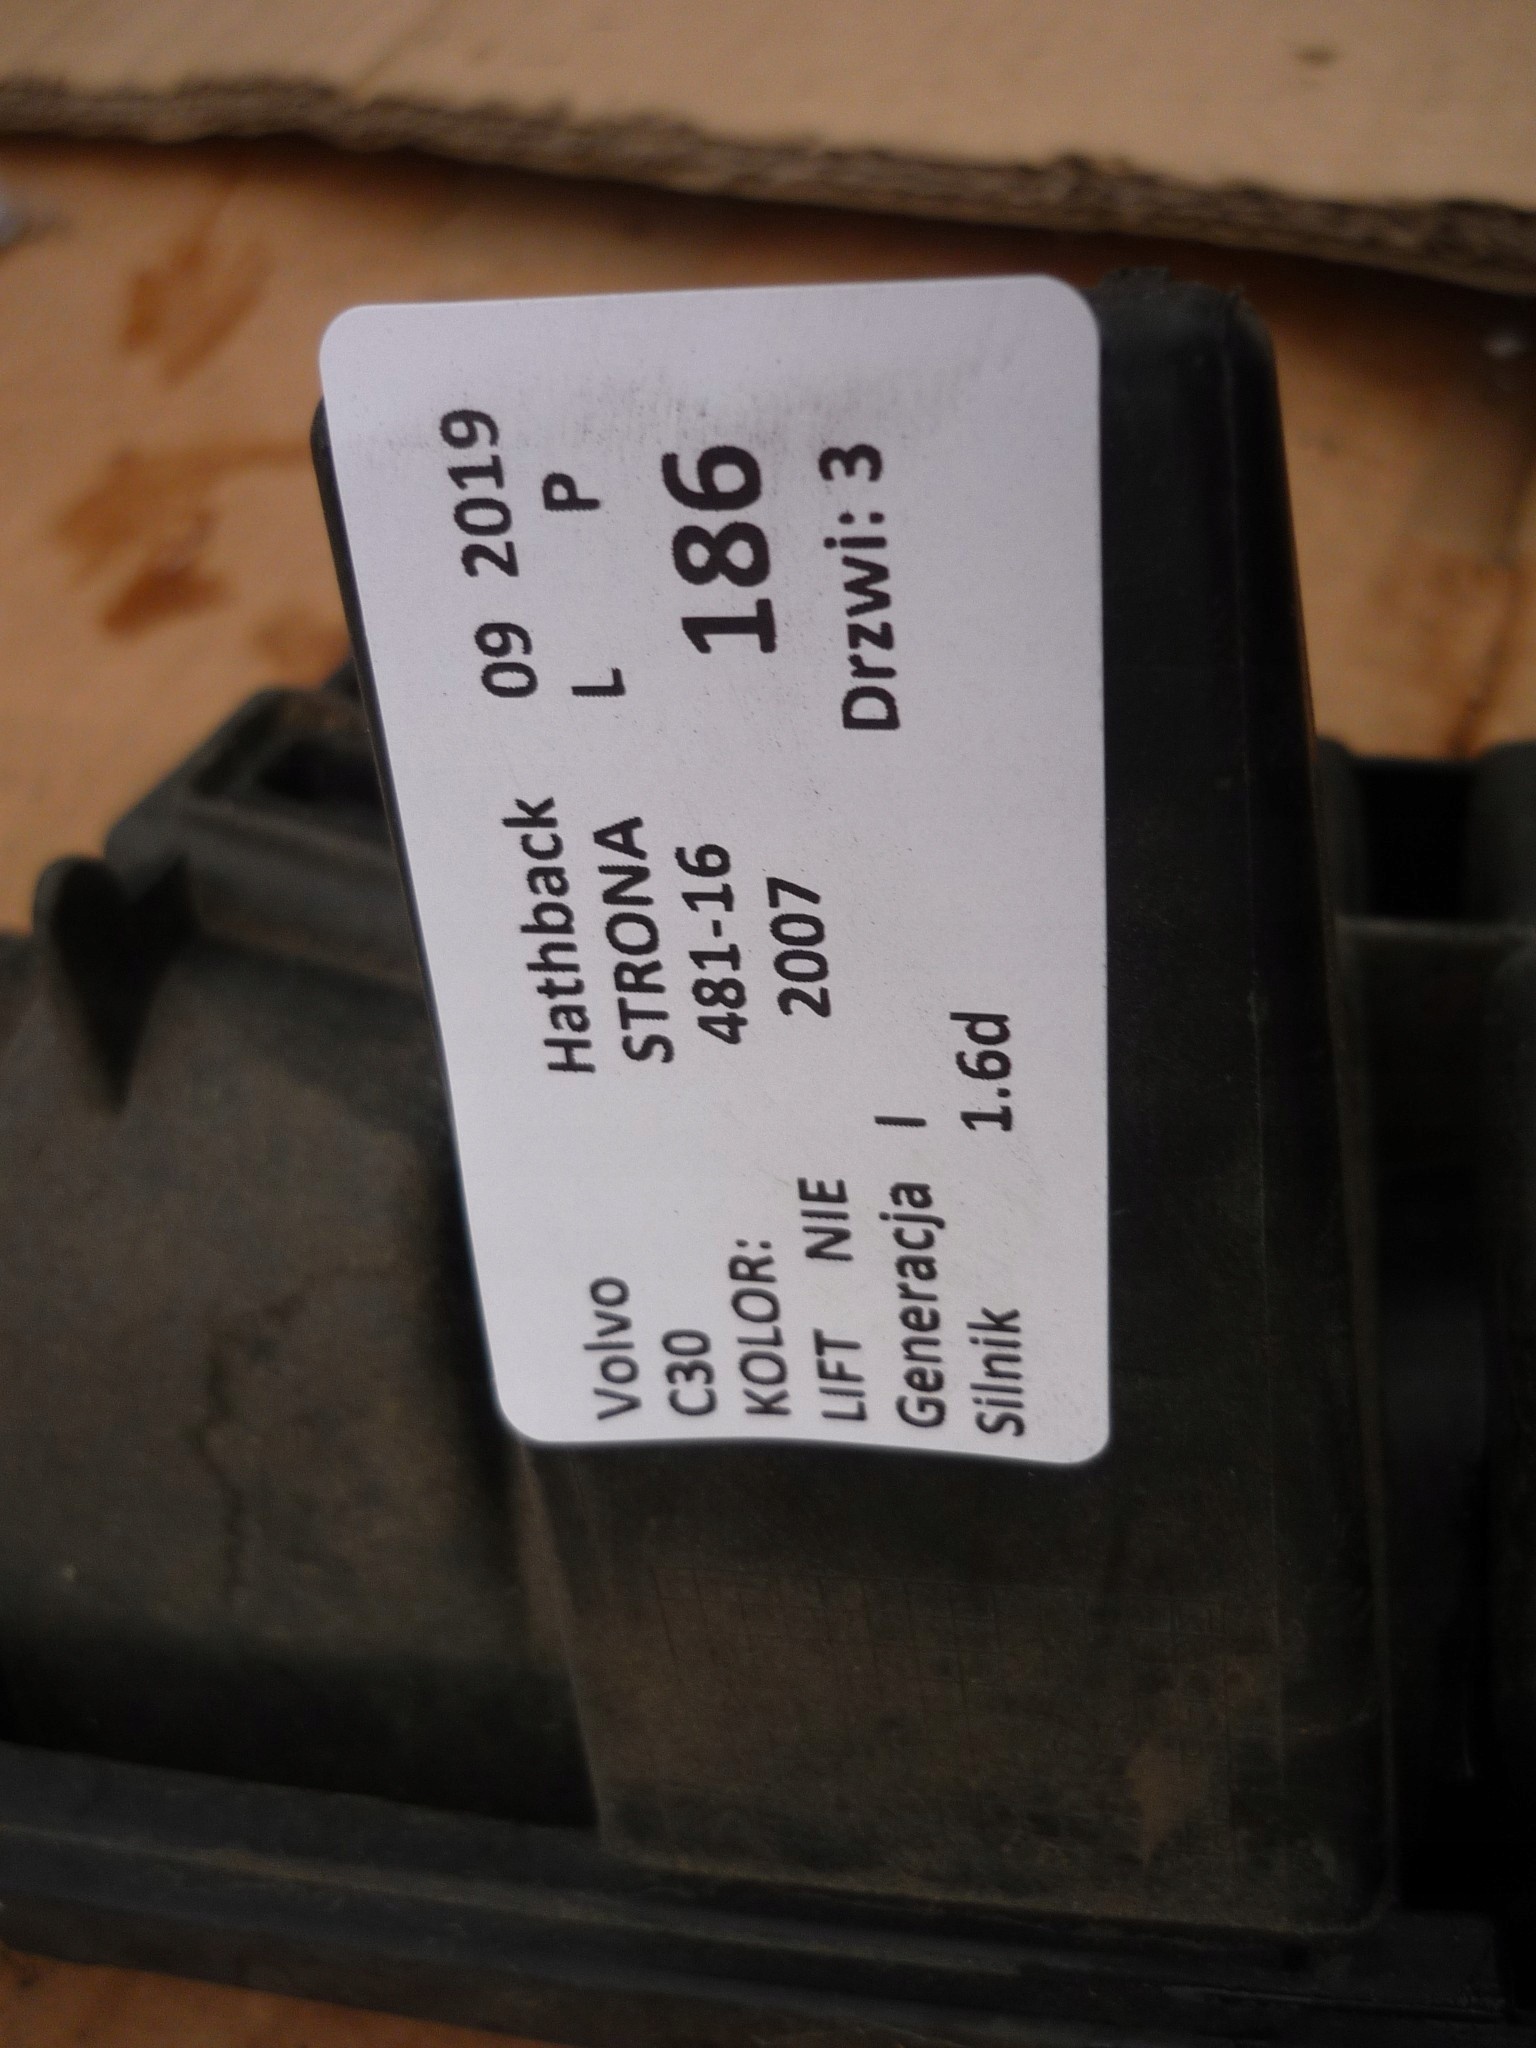 Volvo Hathback 09 2019
C30 STRONA L P
KOLOR: 481-16 186
LIFT NIE 2007
Generacja I Drzwi: 3
Silnik 1.6d